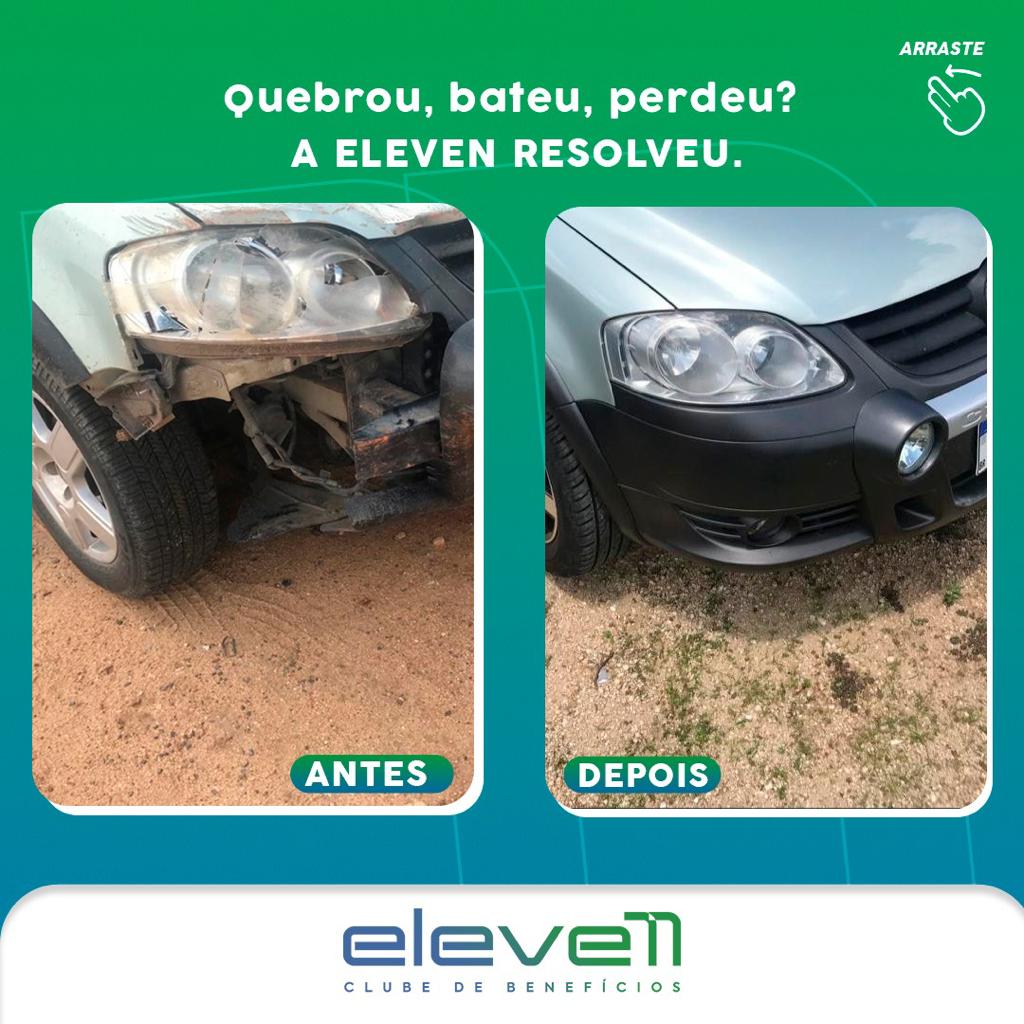 ARRASTE
Quebrou, bateu, perdeu?
A ELEVEN RESOLVEU.
ANTES
DEPOIS
eleven
CLUBE DE BENEFÍCIOS